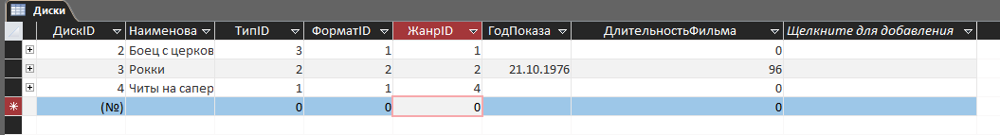 Диски
ДискID Наименова ТипID ФорматID ЖанрID ГодПоказа ДлительностьФильма Щелкните для добавления
2 Боец с церков 3 1 1 0
3 Рокки 2 2 2 21.10.1976 96
4 Читы на сапер 1 1 4 0
(№) 0 0 0 0